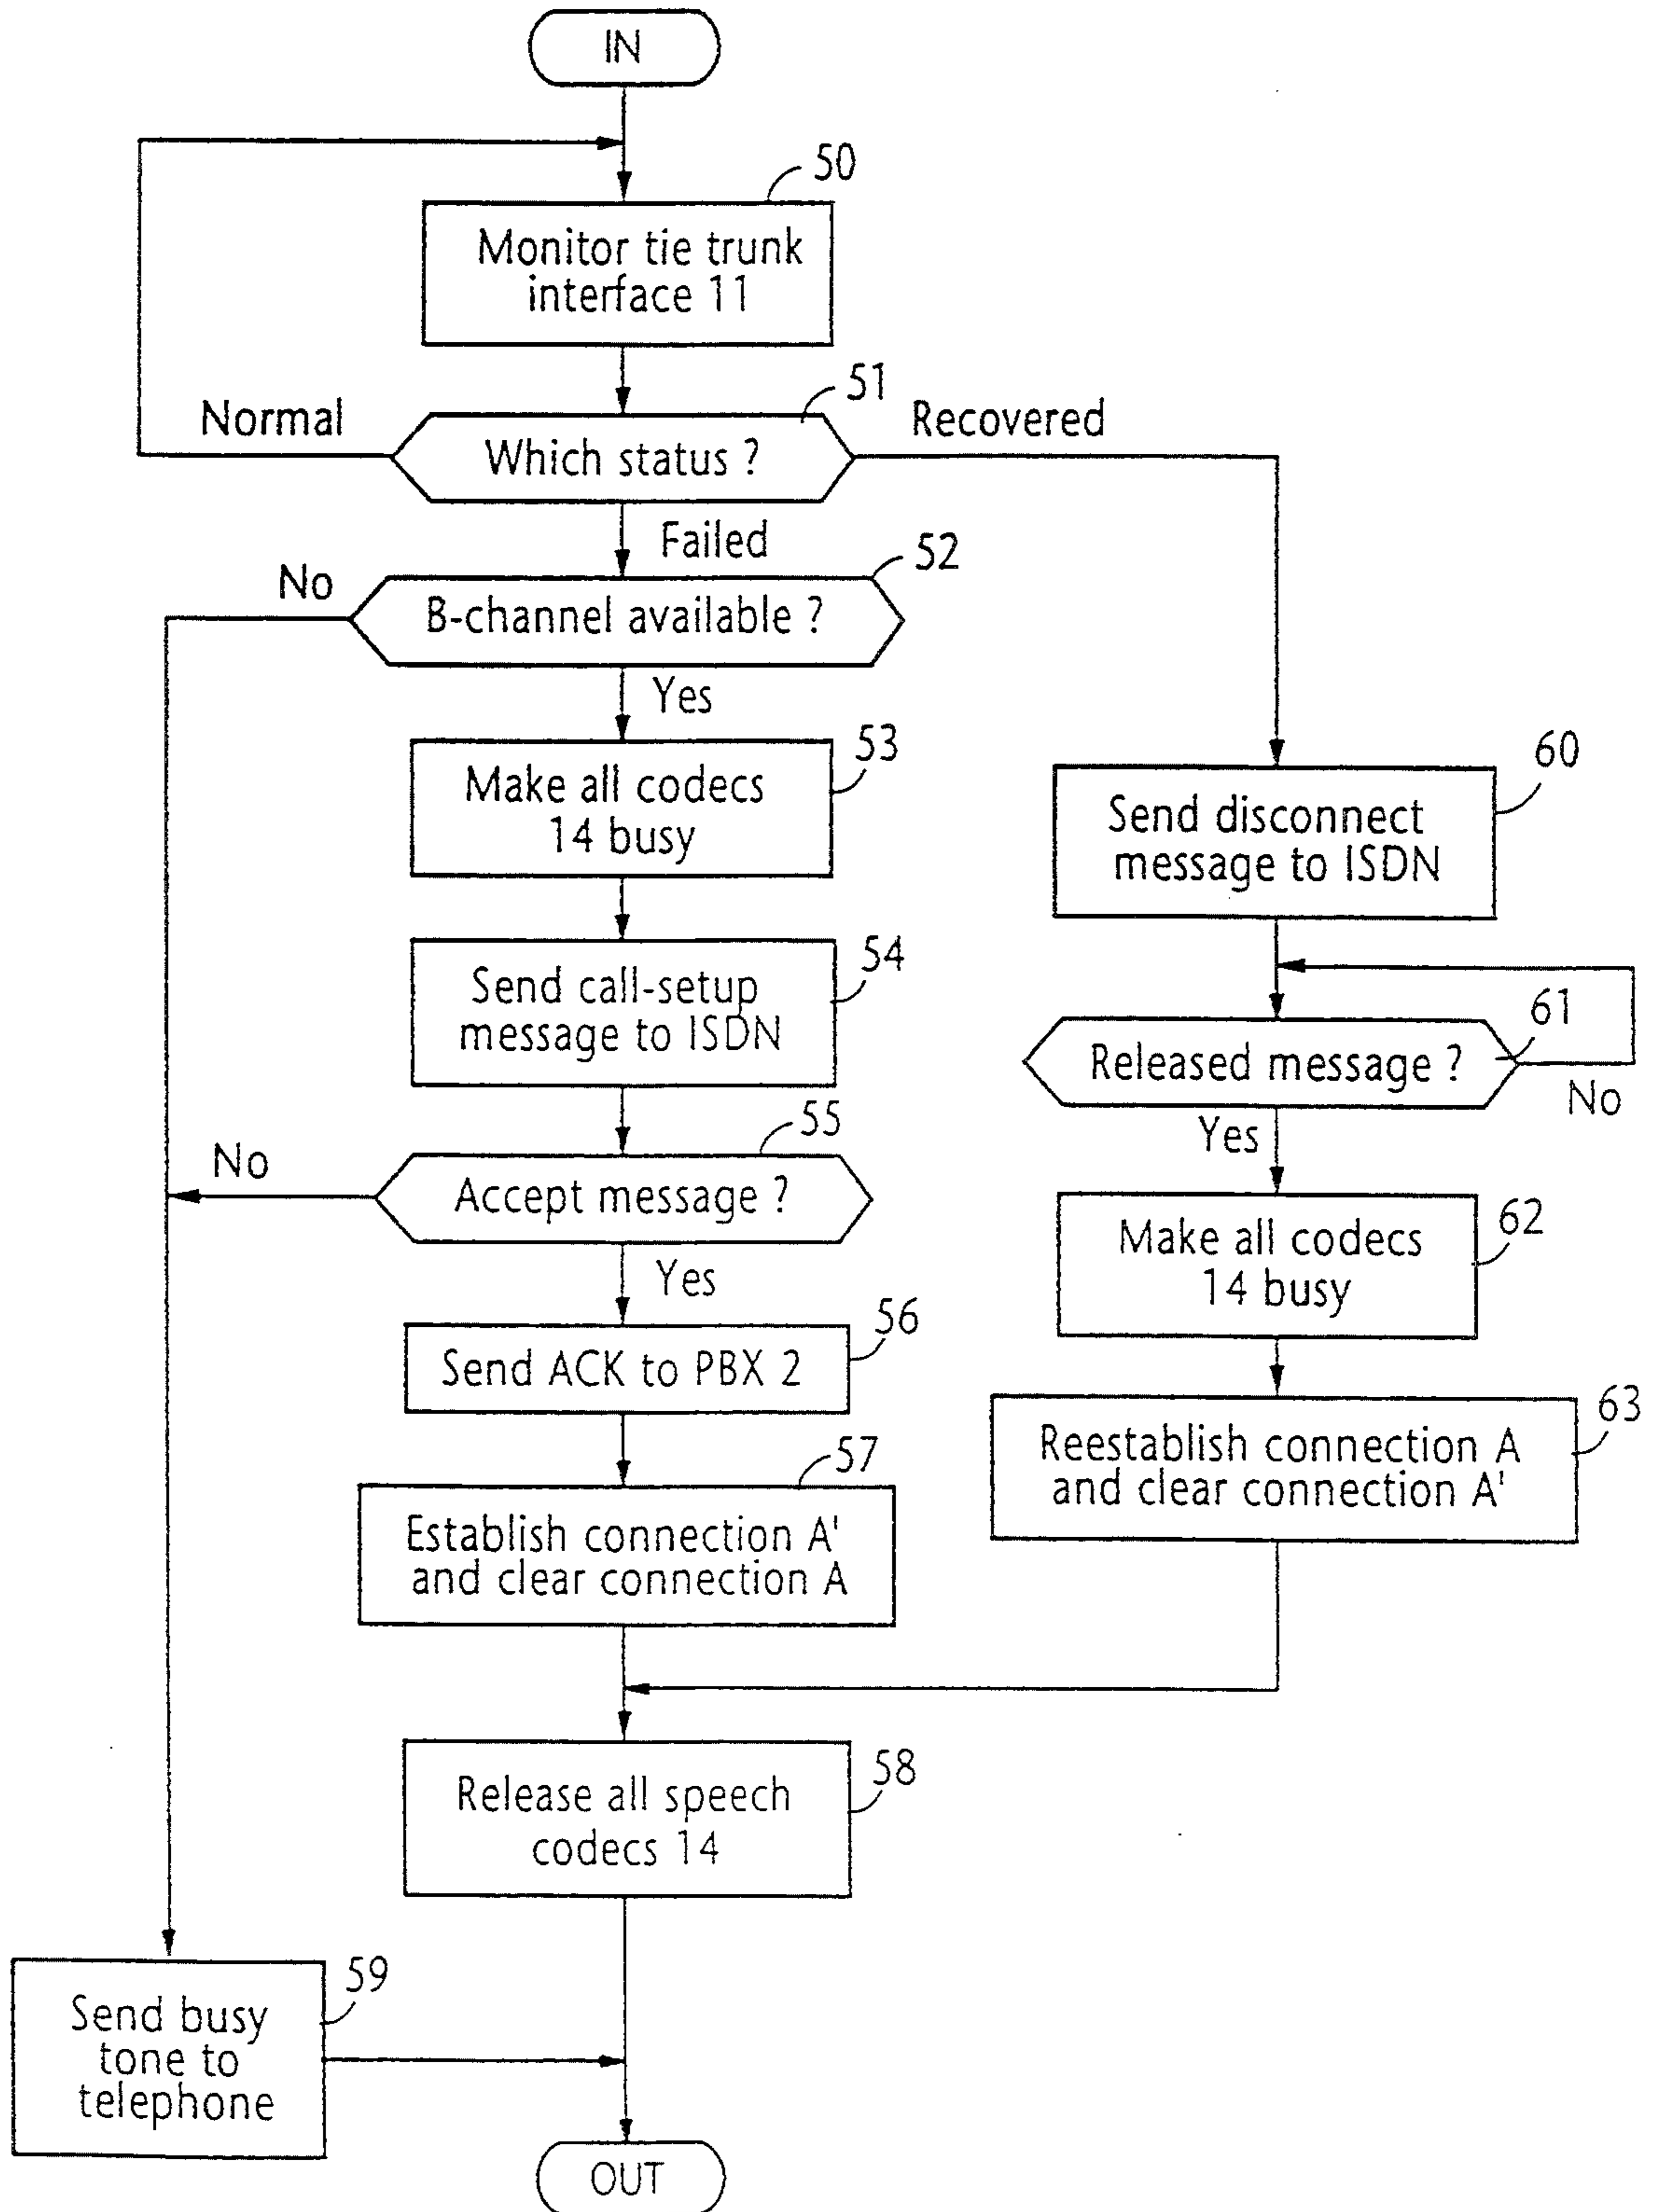 IN
50
Monitor tie trunk
interface 11
51
Normal
Recovered
Which status ?
Failed
52
No
B-channel available ?
Yes
53
Make all codecs
14 busy
60
Send disconnect
message to ISDN
54
Send call-setup
message to ISDN
61
Released message ?
No
Yes
55
No
Accept message ?
Yes
62
Make all codecs
14 busy
56
Send ACK to PBX 2
63
Reestablish connection A
and clear connection A'
57
Establish connection A'
and clear connection A
58
Release all speech
codecs 14
59
Send busy
tone to
telephone
OUT